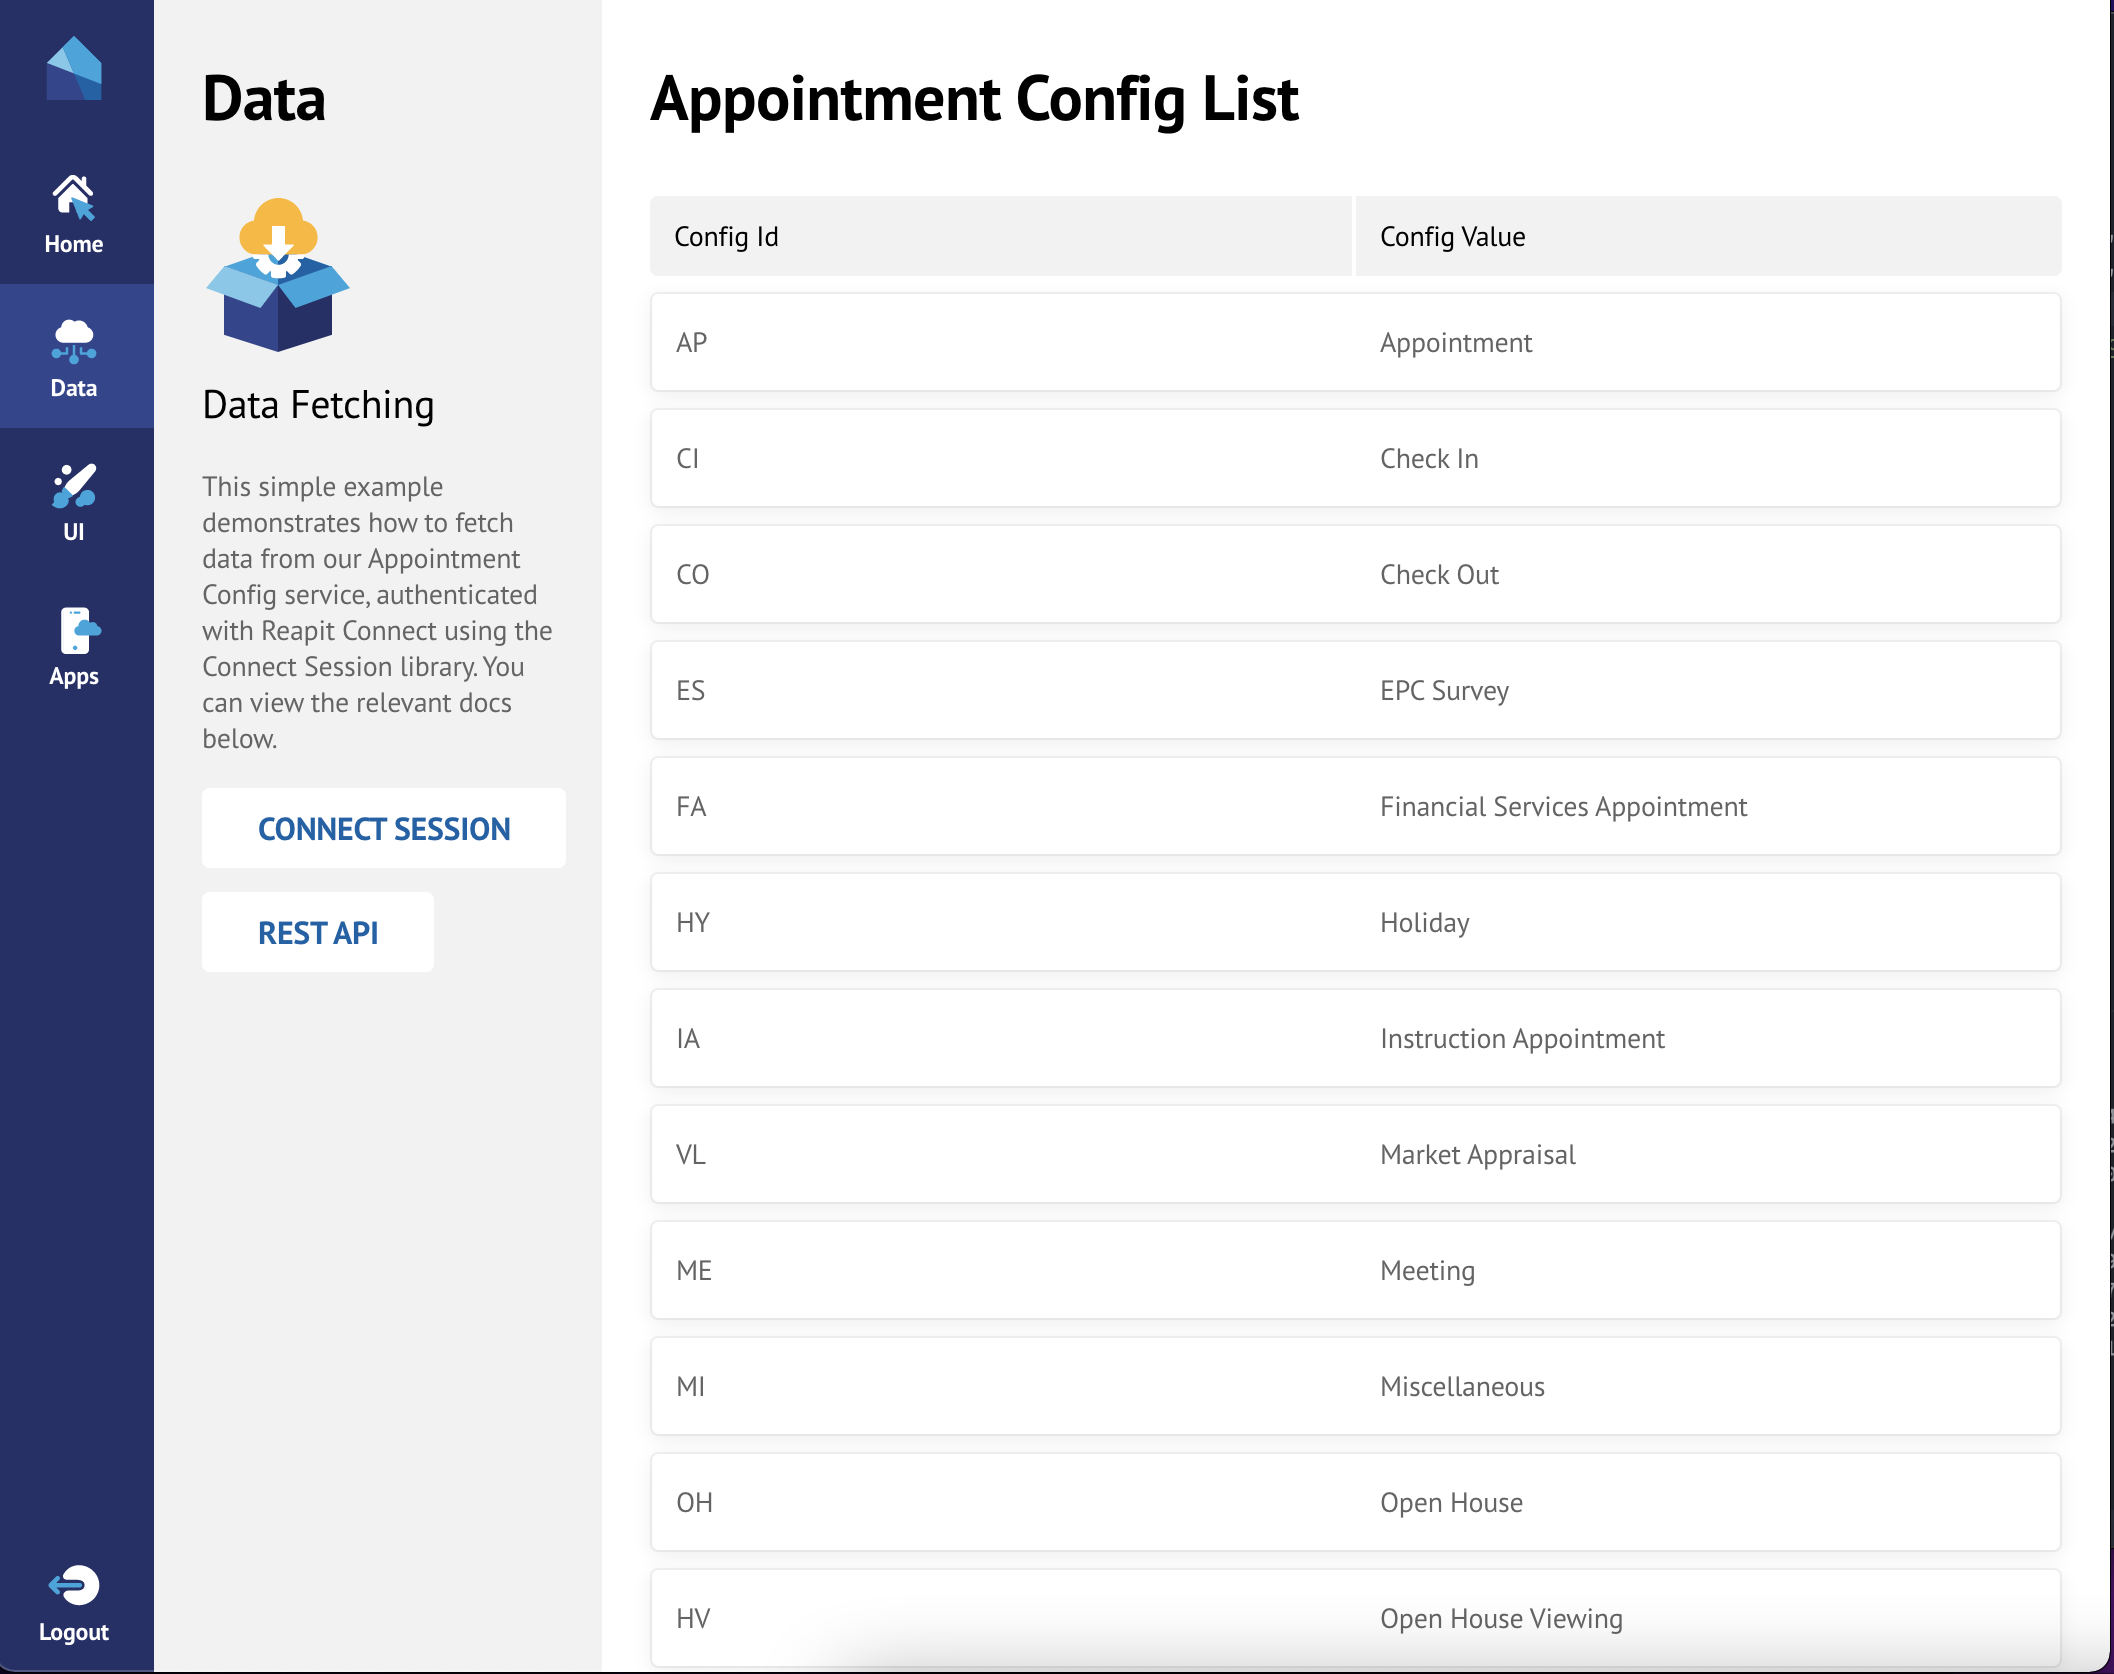 Home
Data
UI
Apps
Logout
Data
Data Fetching
This simple example
demonstrates how to fetch
data from our Appointment
Config service, authenticated
with Reapit Connect using the
Connect Session library. You
can view the relevant docs
below.
CONNECT SESSION
REST API
Appointment Config List
Config Id Config Value
AP Appointment
CI Check In
CO Check Out
ES EPC Survey
FA Financial Services Appointment
HY Holiday
IA Instruction Appointment
VL Market Appraisal
ME Meeting
MI Miscellaneous
OH Open House
HV Open House Viewing